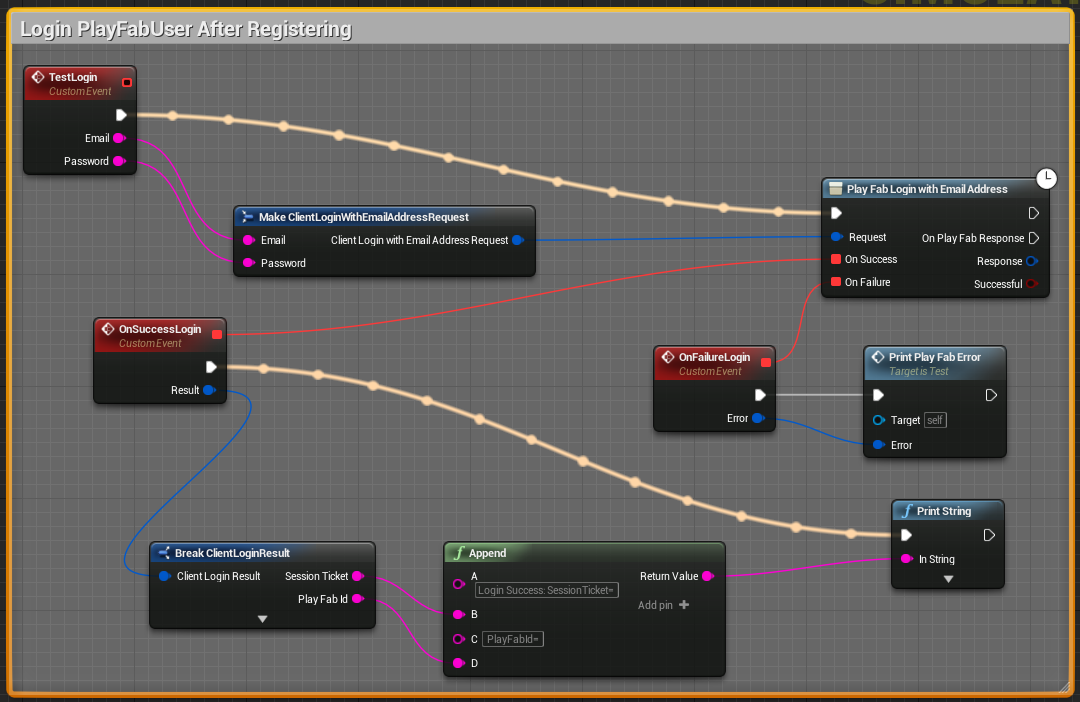 Login PlayFabUser After Registering
TestLogin
Custom Event
Email
Password
Play Fab Login with Email Address
Request
On Play Fab Response
On Success
Response
On Failure
Successful
Make ClientLoginWithEmailAddressRequest
Email
Client Login with Email Address Request
Password
OnSuccessLogin
Custom Event
Result
OnFailureLogin
Custom Event
Error
Print Play Fab Error
Target is Test
Target self
Error
Print String
In String
Break ClientLoginResult
Client Login Result
Session Ticket
Play Fab Id
Append
A
Return Value
Login Success: SessionTicket=
Add pin
B
C PlayFabId=
D